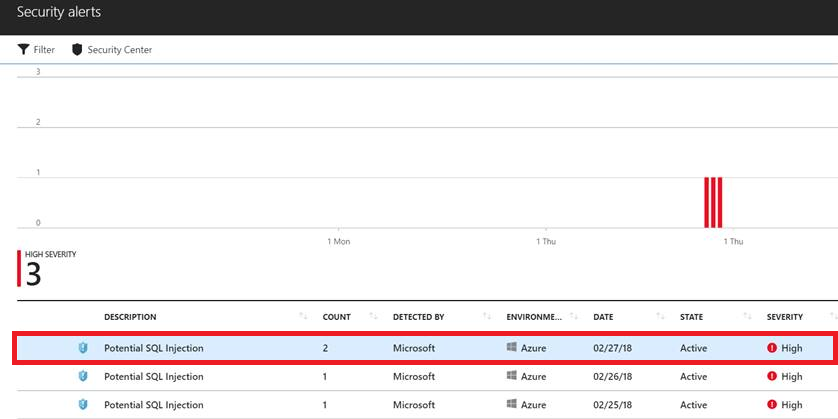 Security alerts
Filter Security Center
3
2
1
0
1 Mon 1 Thu 1 Thu
HIGH SEVERITY
3
DESCRIPTION COUNT DETECTED BY ENVIRONME... DATE STATE SEVERITY
Potential SQL Injection 2 Microsoft Azure 02/27/18 Active High
Potential SQL Injection 1 Microsoft Azure 02/26/18 Active High
Potential SQL Injection 1 Microsoft Azure 02/25/18 Active High